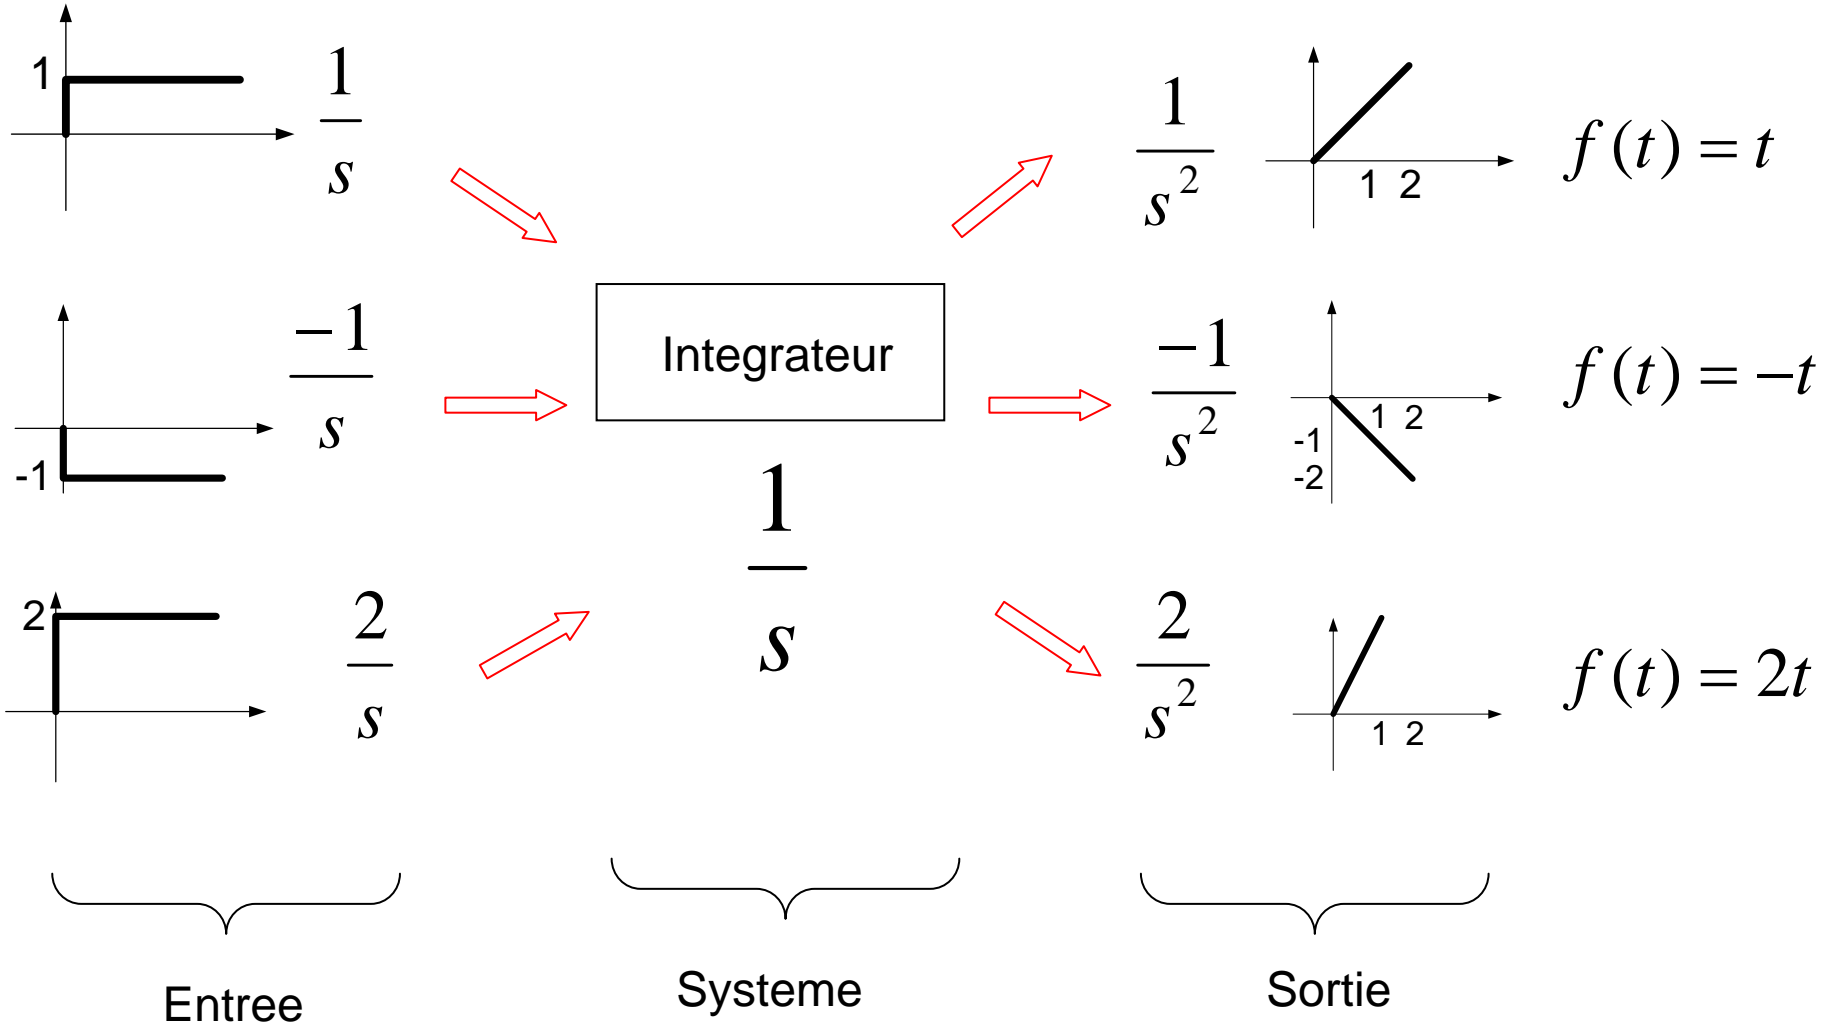 1
1/s
-1
-1/s
2
2/s
Integrateur
1/s
1/s²
1 2
f(t) = t
-1/s²
1 2
-1
-2
f(t) = -t
2/s²
1 2
f(t) = 2t
Entree
Systeme
Sortie